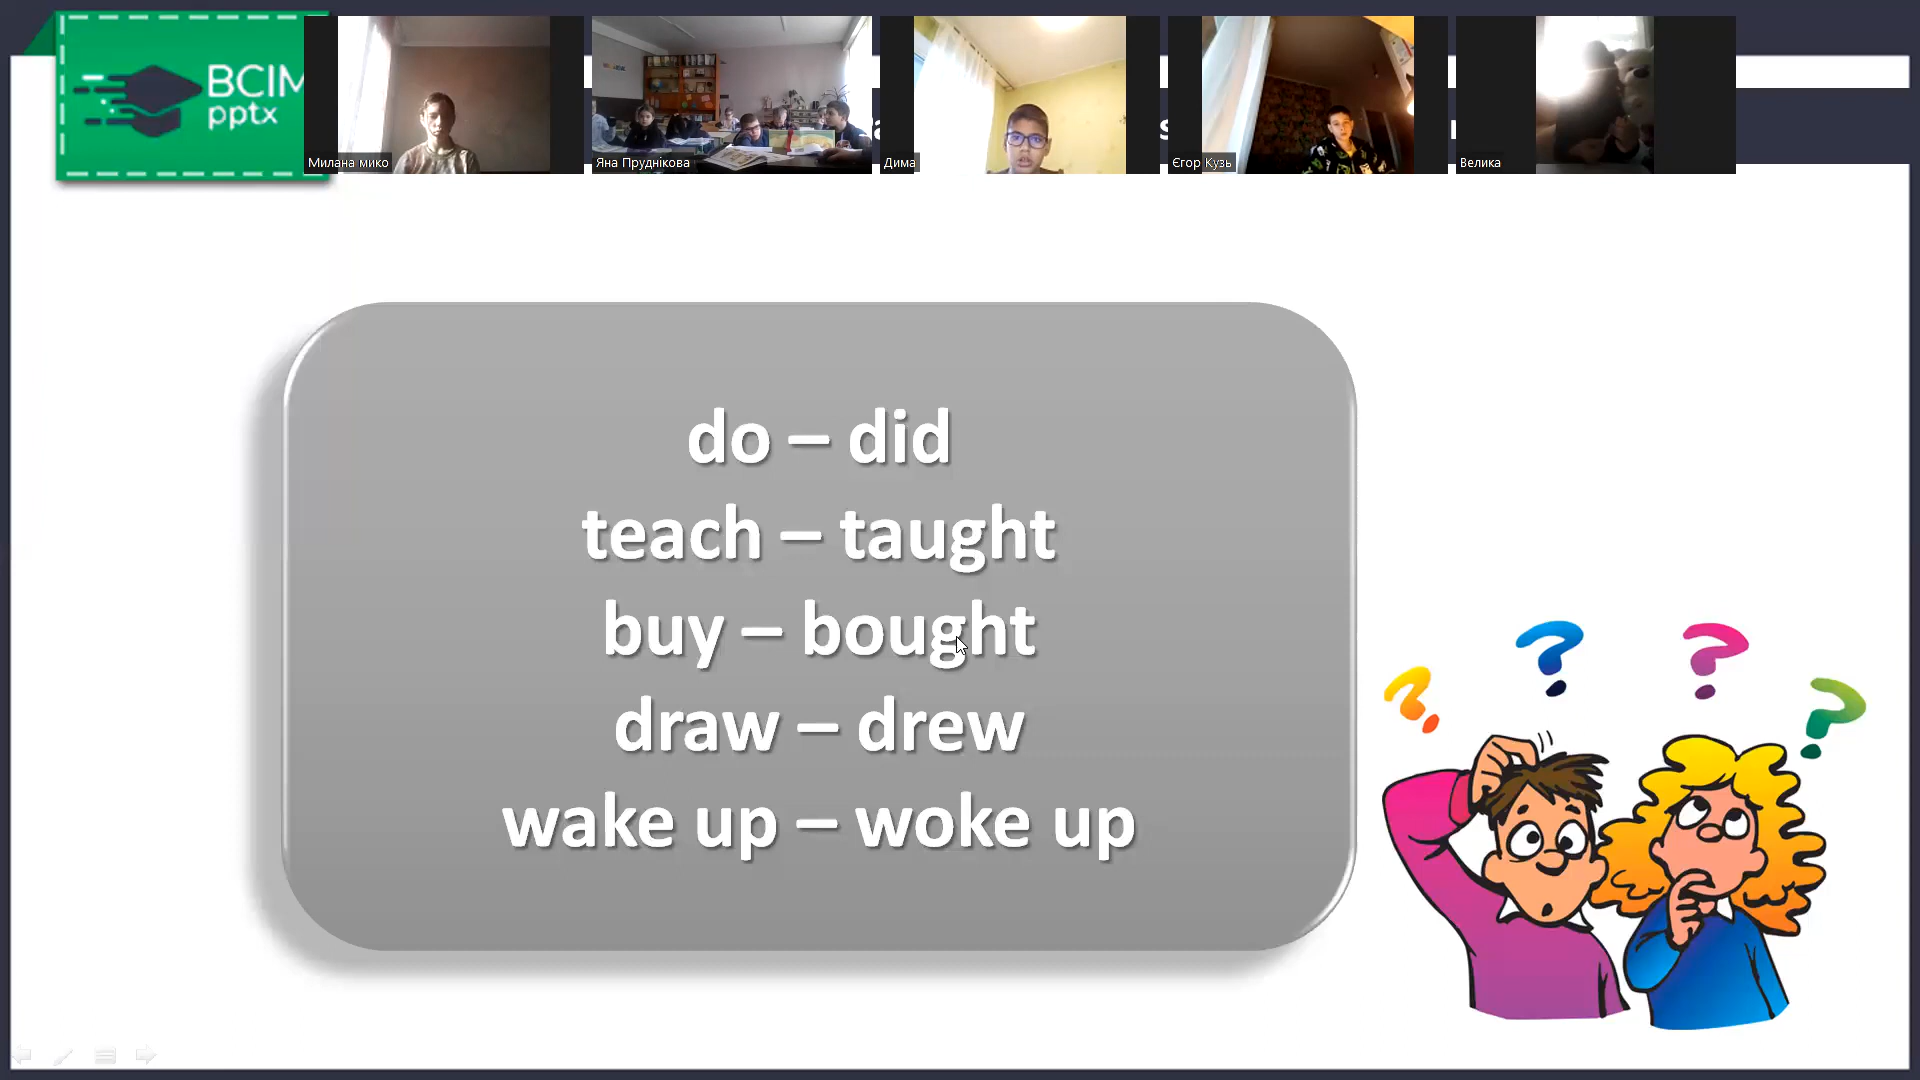 BCIM
pptx
Милана мико
Яна Пруднікова
Дима
Єгор Кузь
Велика
do – did
teach – taught
buy – bought
draw – drew
wake up – woke up